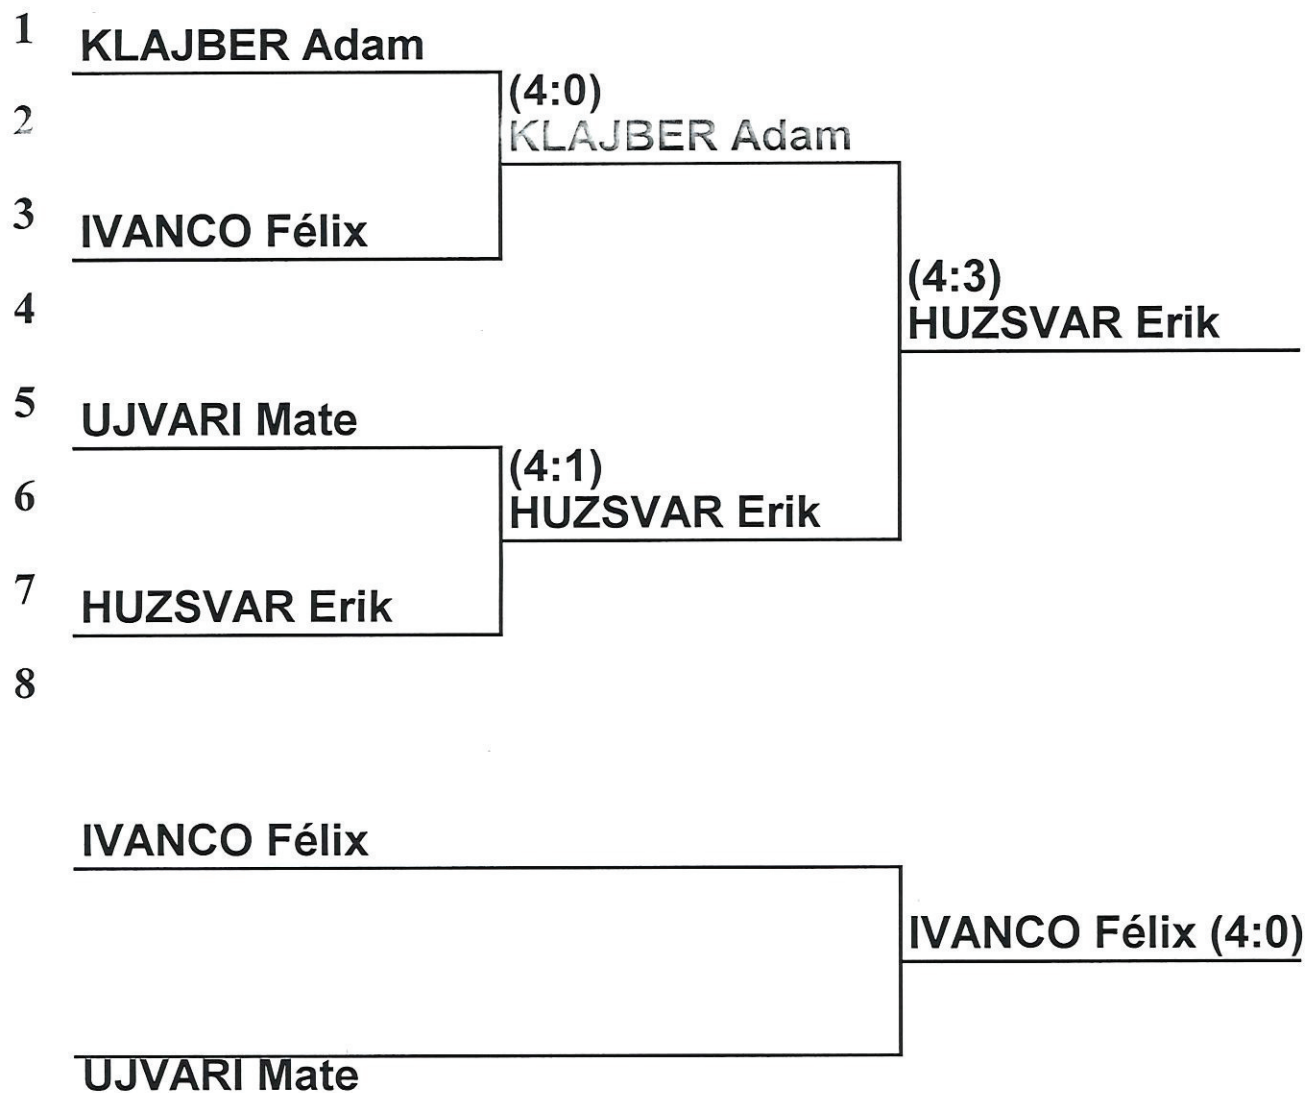 1
KLAJBER Adam
(4:0)
2
KLAJBER Adam
3
IVANCO Félix
(4:3)
4
HUZSVAR Erik
5
UJVARI Mate
(4:1)
6
HUZSVAR Erik
7
HUZSVAR Erik
8
IVANCO Félix
IVANCO Félix (4:0)
UJVARI Mate